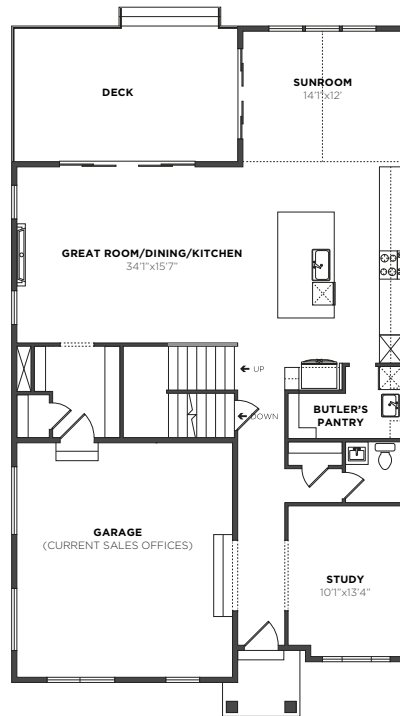 DECK
SUNROOM
14'1"x12'
GREAT ROOM/DINING/KITCHEN
34'1"x15'7"
UP
DOWN
BUTLER'S
PANTRY
GARAGE
(CURRENT SALES OFFICES)
STUDY
10'1"x13'4"